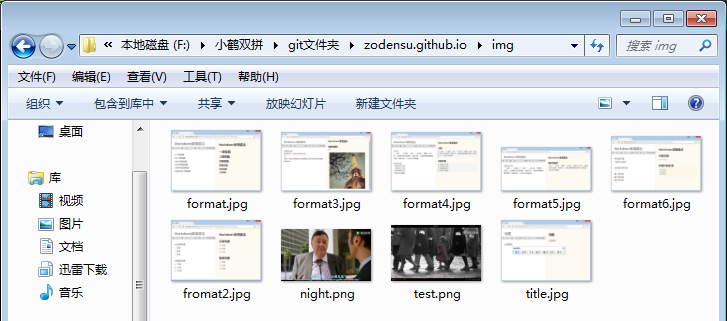 « 本地磁盘 (F:) ▸ 小鹤双拼 ▸ git文件夹 ▸ zodensu.github.io ▸ img
搜索 img
文件(F) 编辑(E) 查看(V) 工具(T) 帮助(H)
组织 包含到库中 共享 放映幻灯片 新建文件夹
桌面
库
视频
图片
文档
迅雷下载
音乐
format.jpg format3.jpg format4.jpg format5.jpg format6.jpg
fromat2.jpg night.png test.png title.jpg